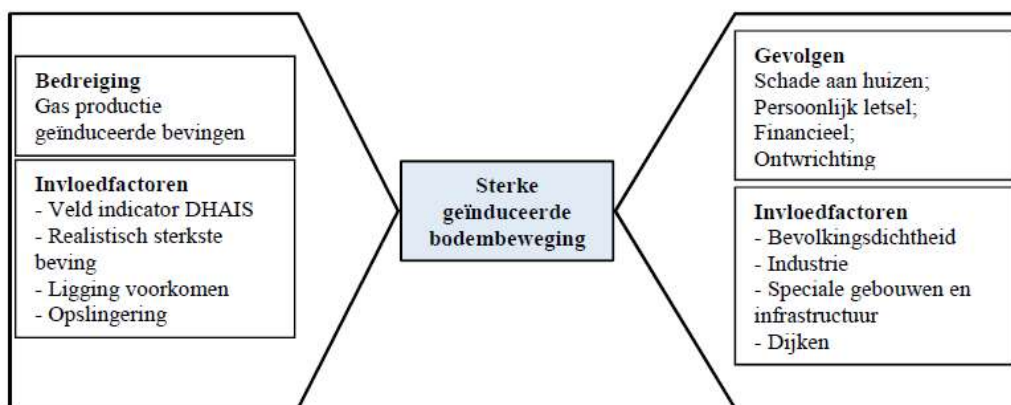 Bedreiging
Gas productie
geïnduceerde bevingen
Invloedfactoren
- Veld indicator DHAIS
- Realistisch sterkste
beving
- Ligging voorkomen
- Opslingering
Sterke
geïnduceerde
bodembeweging
Gevolgen
Schade aan huizen;
Persoonlijk letsel;
Financieel;
Ontwrichting
Invloedfactoren
- Bevolkingsdichtheid
- Industrie
- Speciale gebouwen en
infrastructuur
- Dijken